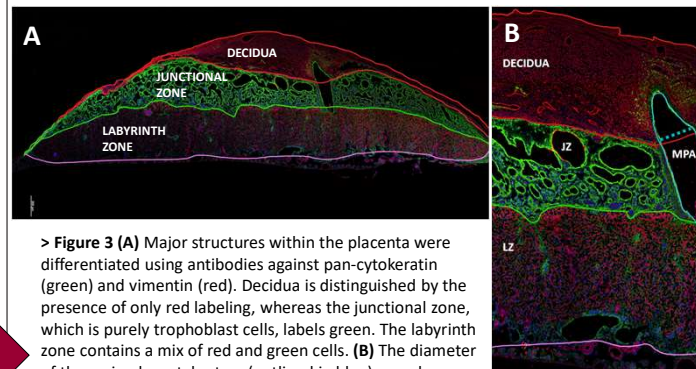 A
DECIDUA
JUNCTIONAL
ZONE
LABYRINTH
ZONE
B
DECIDUA
JZ
MPA
LZ
> Figure 3 (A) Major structures within the placenta were
differentiated using antibodies against pan-cytokeratin
(green) and vimentin (red). Decidua is distinguished by the
presence of only red labeling, whereas the junctional zone,
which is purely trophoblast cells, labels green. The labyrinth
zone contains a mix of red and green cells. (B) The diameter